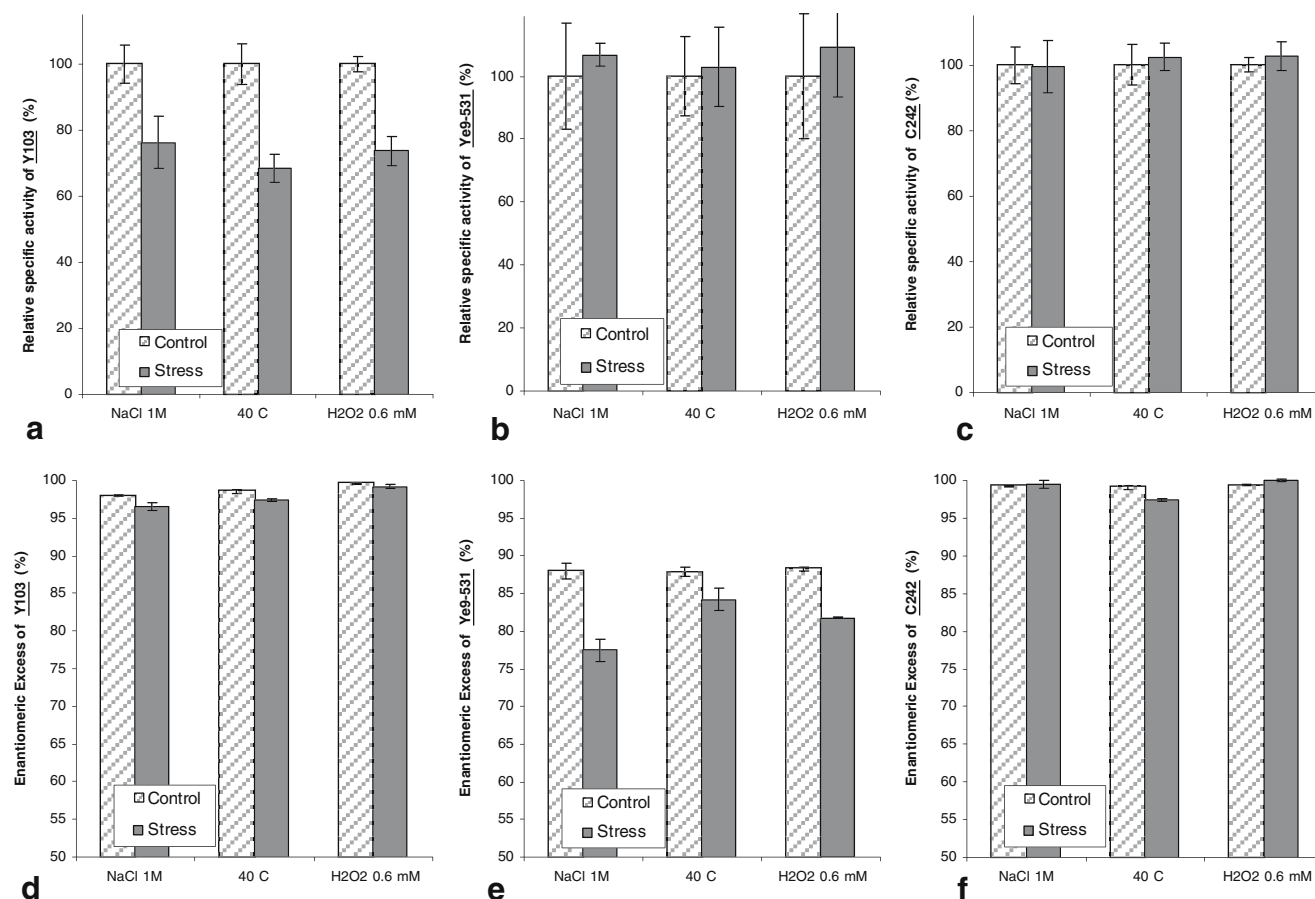 Relative specific activity of Y103 (%)
100
80
60
40
20
0
Control
Stress
NaCl 1M
40 C
H2O2 0.6 mM
a
Relative specific activity of Ye9-531 (%)
100
80
60
40
20
0
Control
Stress
NaCl 1M
40 C
H2O2 0.6 mM
b
Relative specific activity of C242 (%)
100
80
60
40
20
0
Control
Stress
NaCl 1M
40 C
H2O2 0.6 mM
c
Enantiomeric Excess of Y103 (%)
100
95
90
85
80
75
70
65
60
55
50
Control
Stress
NaCl 1M
40 C
H2O2 0.6 mM
d
Enantiomeric Excess of Ye9-531 (%)
100
95
90
85
80
75
70
65
60
55
50
Control
Stress
NaCl 1M
40 C
H2O2 0.6 mM
e
Enantiomeric Excess of C242 (%)
100
95
90
85
80
75
70
65
60
55
50
Control
Stress
NaCl 1M
40 C
H2O2 0.6 mM
f